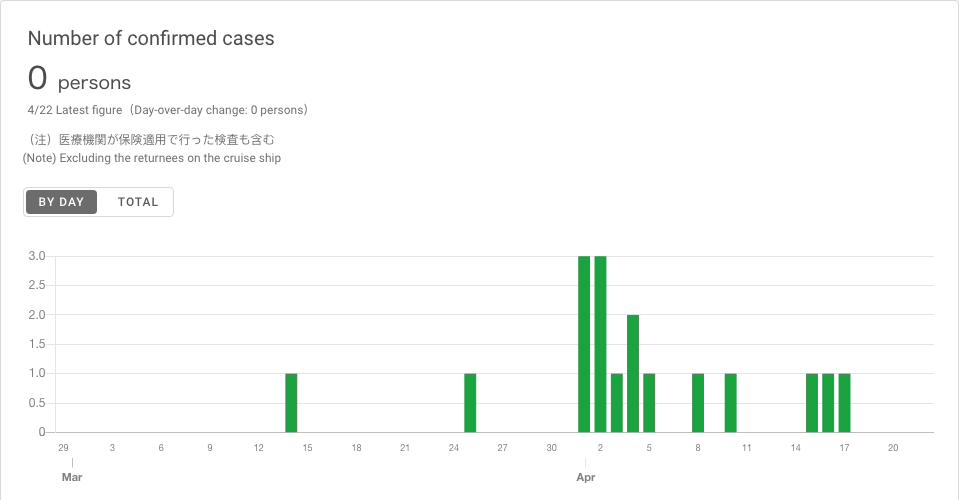 Number of confirmed cases
0 persons
4/22 Latest figure（Day-over-day change: 0 persons）
（注）医療機関が保険適用で行った検査も含む
(Note) Excluding the returnees on the cruise ship
BY DAY TOTAL
3.0
2.5
2.0
1.5
1.0
0.5
0
29 3 6 9 12 15 18 21 24 27 30 2 5 8 11 14 17 20
Mar Apr